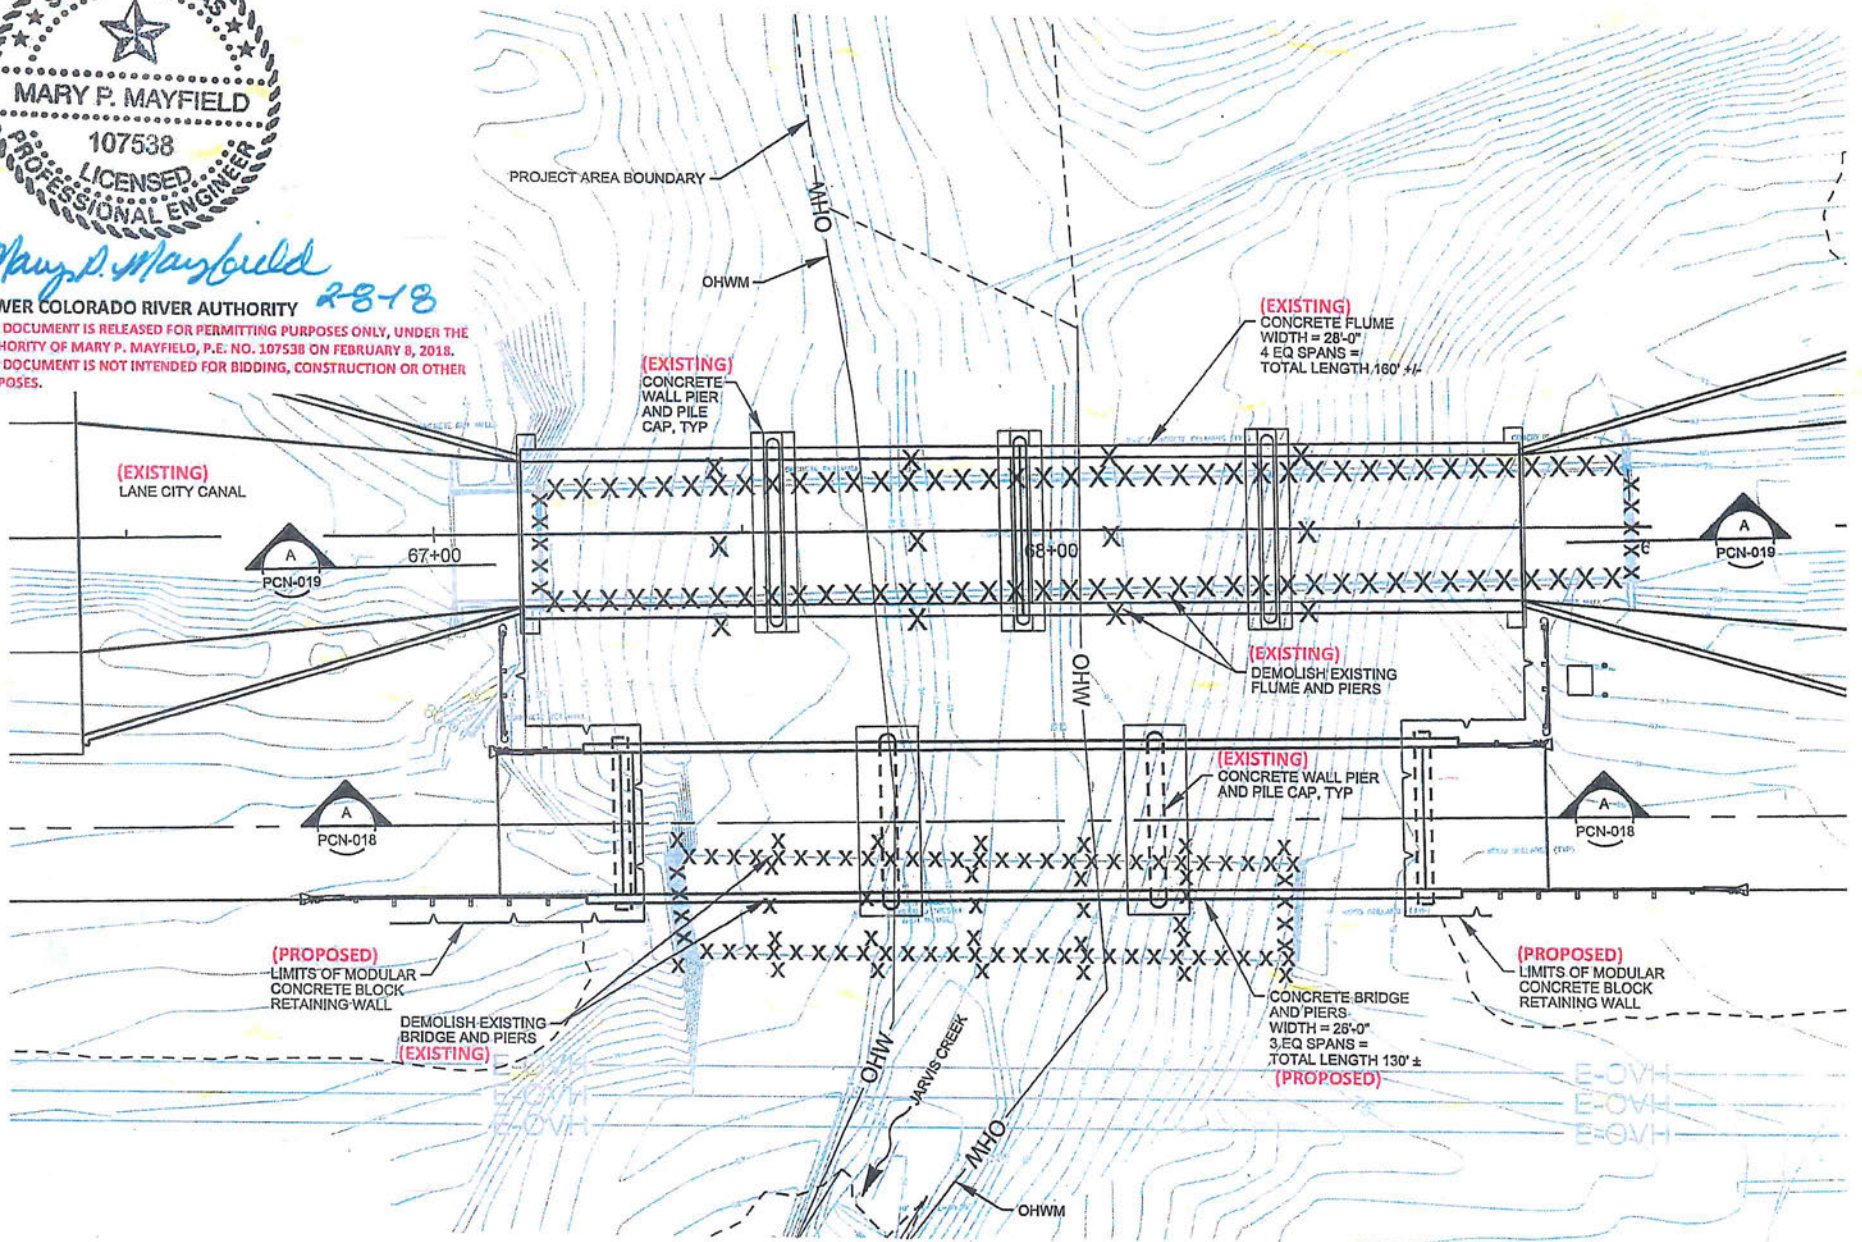 MARY P. MAYFIELD
107538
LICENSED
PROFESSIONAL ENGINEER
Mary P. Mayfield
2-8-18
WER COLORADO RIVER AUTHORITY
DOCUMENT IS RELEASED FOR PERMITTING PURPOSES ONLY, UNDER THE
HORITY OF MARY P. MAYFIELD, P.E. NO. 107538 ON FEBRUARY 8, 2018.
DOCUMENT IS NOT INTENDED FOR BIDDING, CONSTRUCTION OR OTHER
POSES.
PROJECT AREA BOUNDARY
OHW
OHWM
(EXISTING)
CONCRETE
WALL PIER
AND PILE
CAP, TYP
(EXISTING)
CONCRETE FLUME
WIDTH = 28'-0"
4 EQ SPANS =
TOTAL LENGTH 160' +/-
(EXISTING)
LANE CITY CANAL
A
PCN-019
67+00
68+00
6
A
PCN-019
(EXISTING)
DEMOLISH EXISTING
FLUME AND PIERS
OHW
(EXISTING)
CONCRETE WALL PIER
AND PILE CAP, TYP
A
PCN-018
A
PCN-018
(PROPOSED)
LIMITS OF MODULAR
CONCRETE BLOCK
RETAINING WALL
DEMOLISH EXISTING
BRIDGE AND PIERS
(EXISTING)
CONCRETE BRIDGE
AND PIERS
WIDTH = 26'-0"
3 EQ SPANS =
TOTAL LENGTH 130' ±
(PROPOSED)
(PROPOSED)
LIMITS OF MODULAR
CONCRETE BLOCK
RETAINING WALL
OHW
JARVIS CREEK
OHW
OHWM
E-OVH
E-OVH
E-OVH
E-OVH
E-OVH
E-OVH